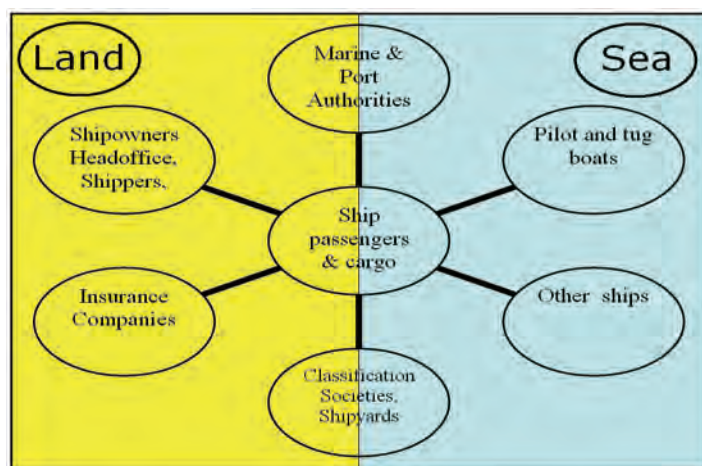 Land
Sea
Marine &
Port
Authorities
Shipowners
Headoffice,
Shippers,
Pilot and tug
boats
Ship
passengers
& cargo
Insurance
Companies
Other ships
Classification
Societies,
Shipyards